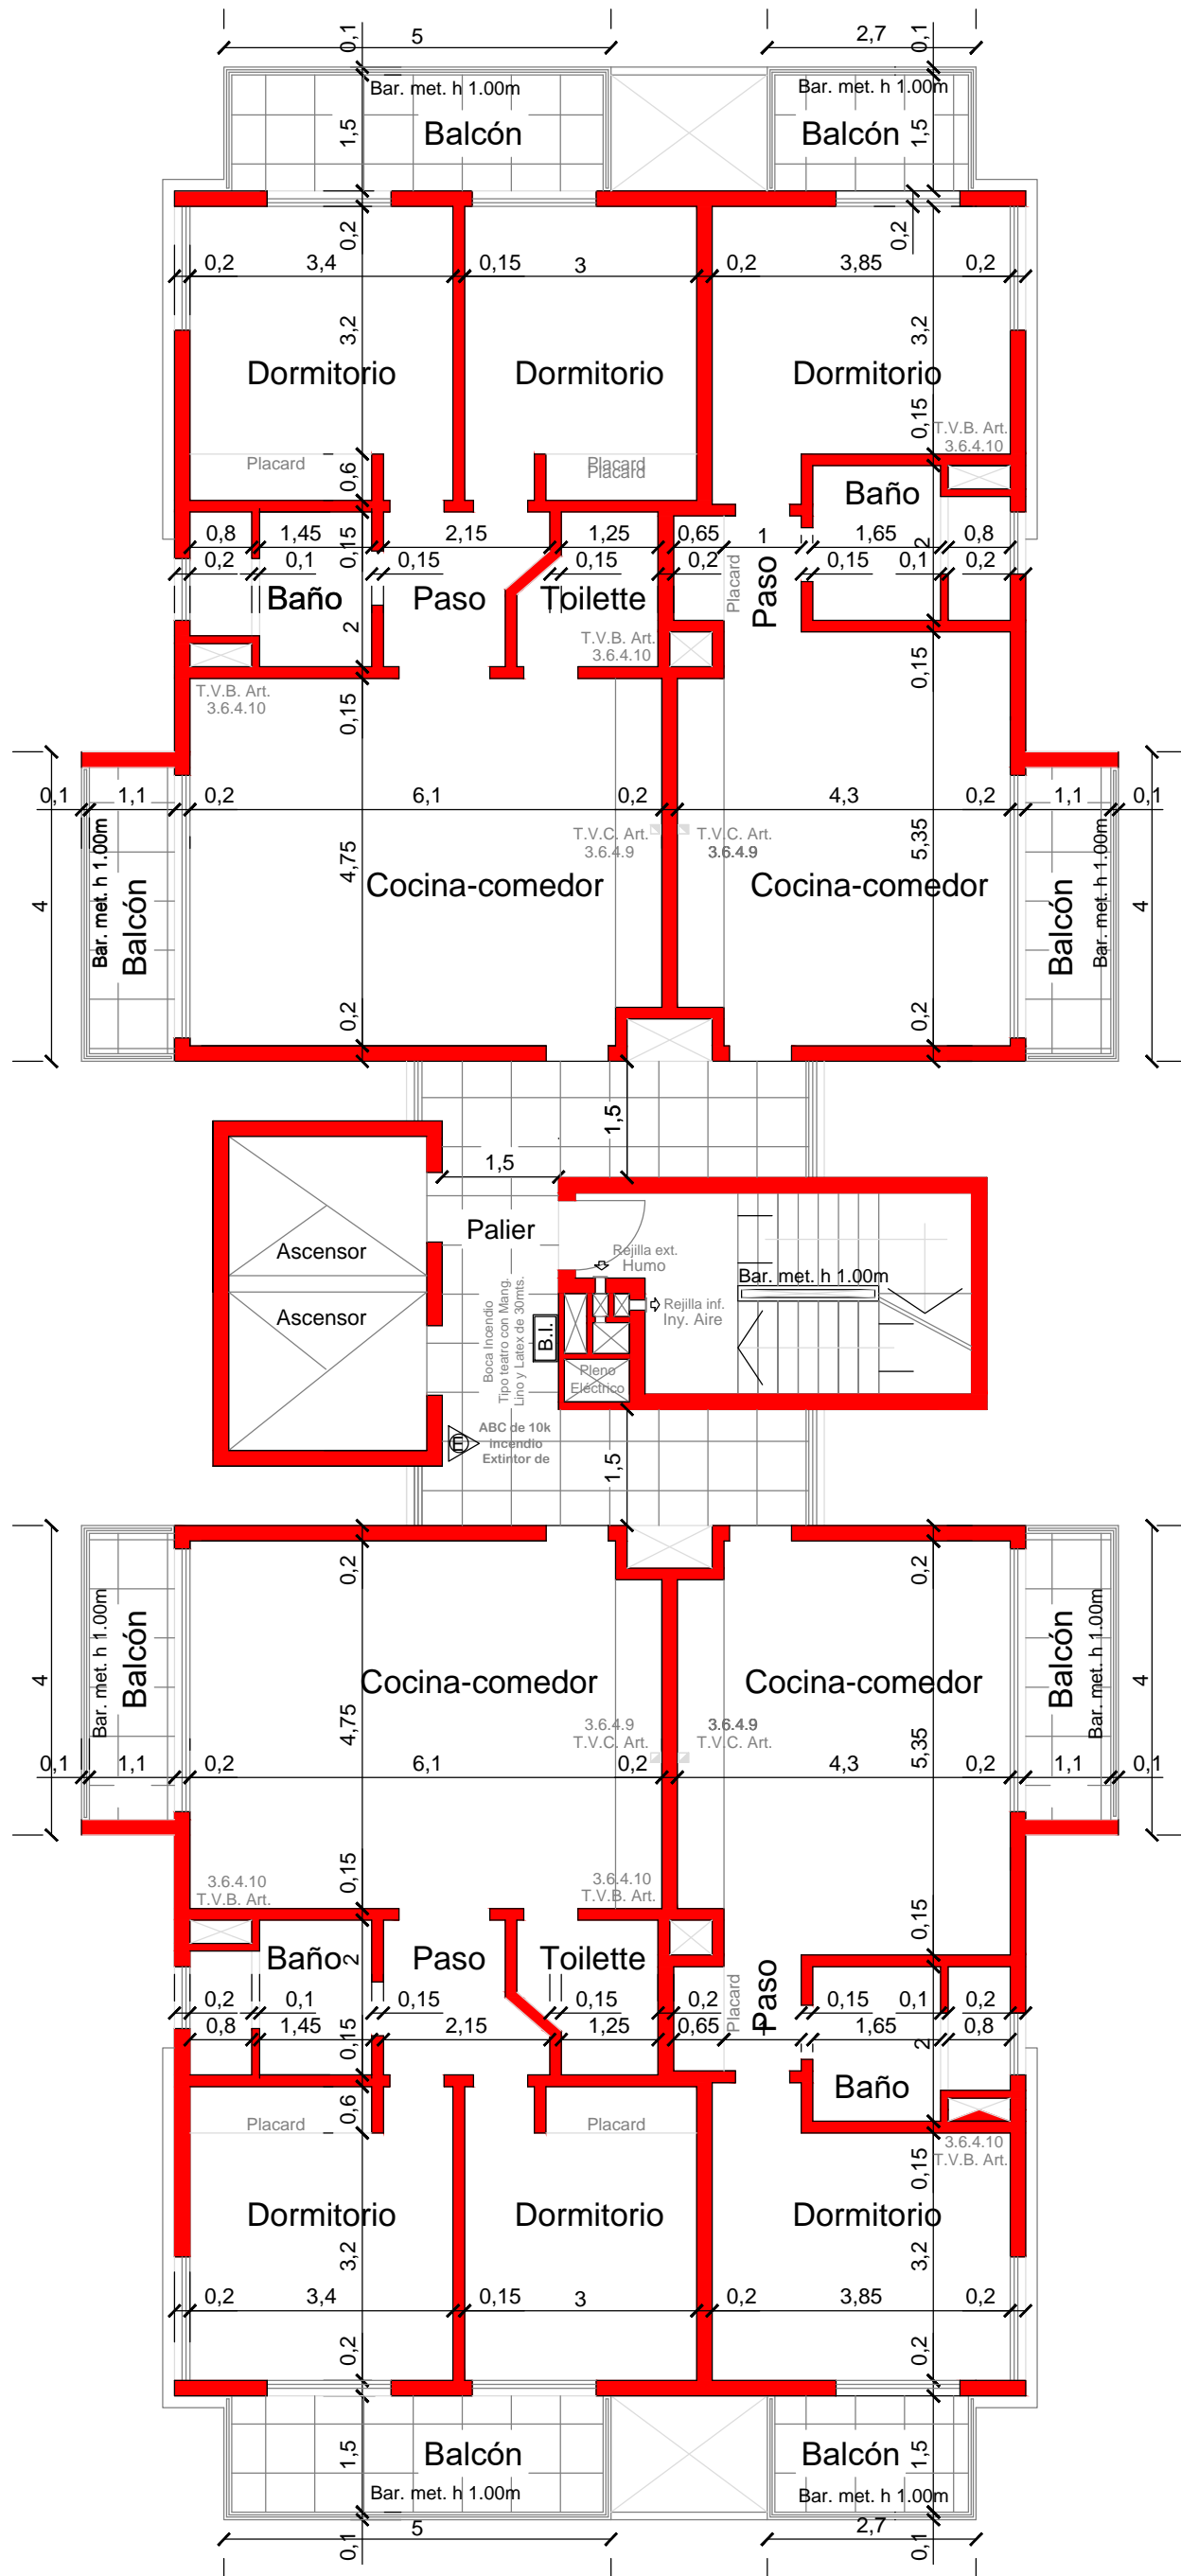 5
2,7
0,1
0,1
Bar. met. h 1.00m
Bar. met. h 1.00m
Balcón
Balcón
1,5
1,5
0,2
0,2
0,2
3,4
0,15
3
0,2
3,85
0,2
3,2
3,2
Dormitorio
Dormitorio
Dormitorio
0,15
T.V.B. Art.
3.6.4.10
Placard
Placard
Placard
0,6
Baño
0,8
1,45
0,15
2,15
1,25
0,65
1
1,65
2
0,8
0,2
0,1
0,15
0,15
0,2
0,15
0,1
0,2
Baño
Paso
Toilette
Placard
Paso
2
T.V.B. Art.
3.6.4.10
T.V.B. Art.
3.6.4.10
0,15
0,15
0,1
1,1
0,2
6,1
0,2
4,3
0,2
1,1
0,1
T.V.C. Art.
3.6.4.9
T.V.C. Art.
3.6.4.9
4,75
5,35
4
Bar. met. h 1.00m
Balcón
Cocina-comedor
Cocina-comedor
Balcón
Bar. met. h 1.00m
4
0,2
0,2
1,5
1,5
Palier
Ascensor
Ascensor
Rejilla ext.
Humo
Bar. met. h 1.00m
Rejilla inf.
Iny. Aire
Boca Incendio
Tipo teatro con Mang.
Lino y Latex de 30mts.
B.I.
Pleno
Eléctrico
E
ABC de 10k
Incendio
Extintor de
1,5
0,2
0,2
4
Bar. met. h 1.00m
Balcón
Cocina-comedor
Cocina-comedor
Balcón
Bar. met. h 1.00m
4
4,75
5,35
3.6.4.9
T.V.C. Art.
3.6.4.9
T.V.C. Art.
0,1
1,1
0,2
6,1
0,2
4,3
0,2
1,1
0,1
0,15
0,15
3.6.4.10
T.V.B. Art.
3.6.4.10
T.V.B. Art.
Baño
2
Paso
Toilette
Placard
Paso
0,2
0,1
0,15
0,15
0,2
0,15
0,1
0,2
0,8
1,45
0,15
2,15
1,25
0,65
1
1,65
2
0,8
Baño
0,6
Placard
Placard
3.6.4.10
T.V.B. Art.
0,15
Dormitorio
Dormitorio
Dormitorio
3,2
3,2
0,2
3,4
0,15
3
0,2
3,85
0,2
0,2
0,2
Balcón
Balcón
1,5
1,5
Bar. met. h 1.00m
Bar. met. h 1.00m
5
2,7
0,1
0,1